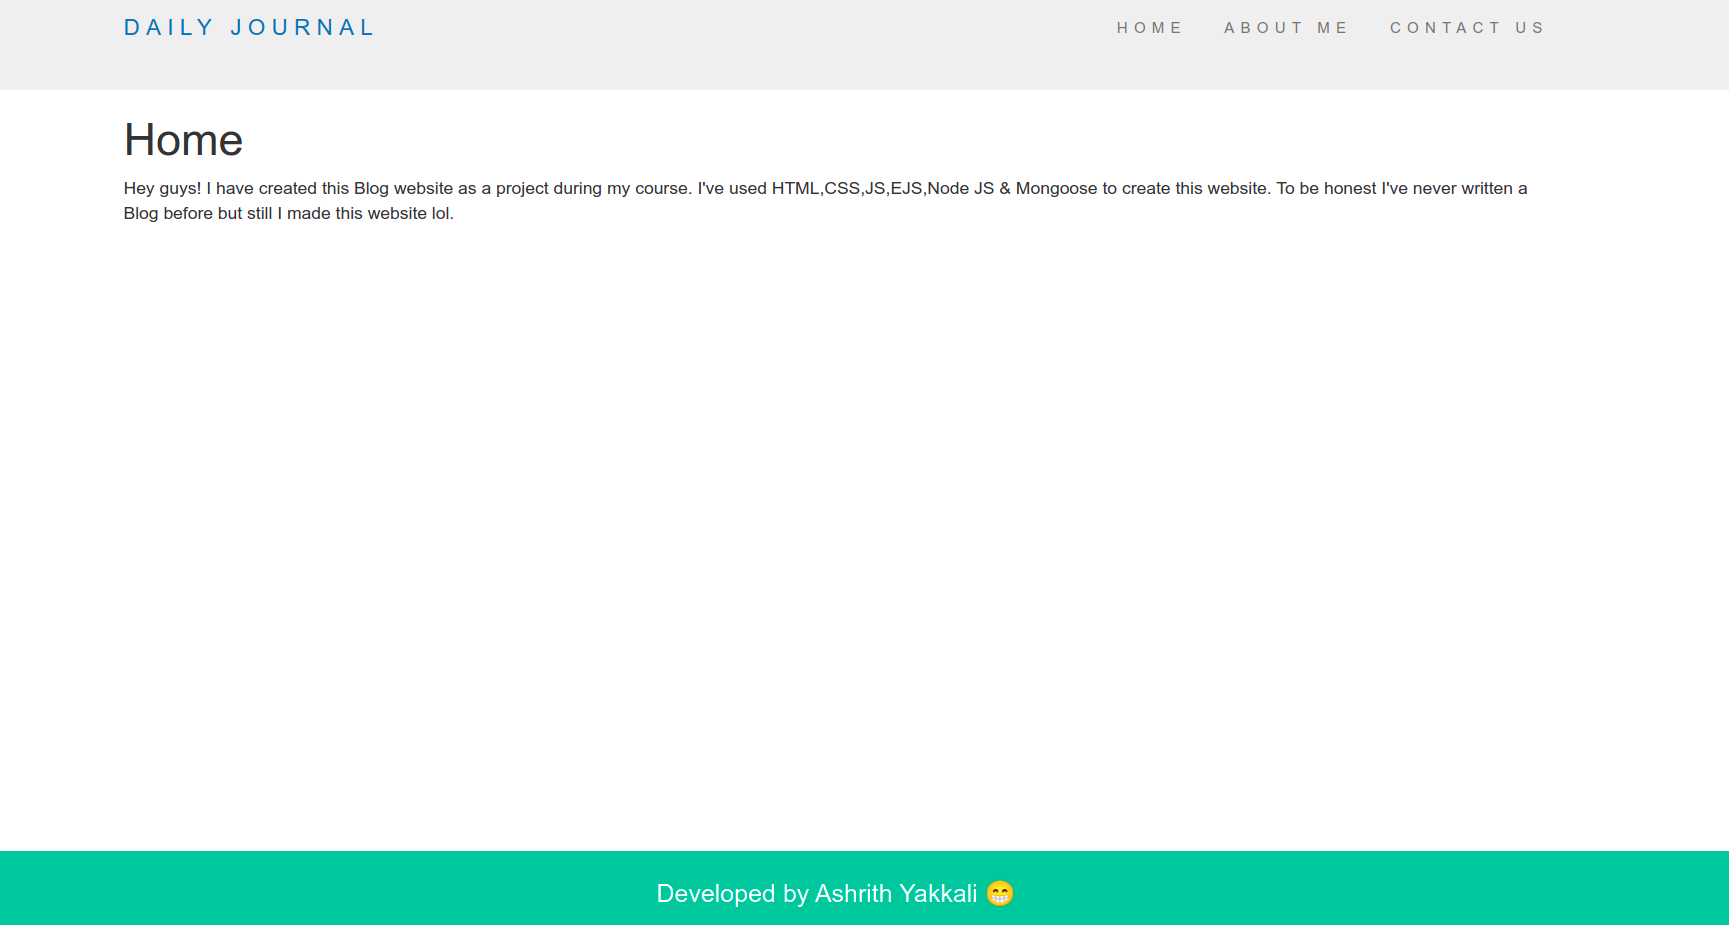 DAILY JOURNAL
HOME ABOUT ME CONTACT US
Home
Hey guys! I have created this Blog website as a project during my course. I've used HTML,CSS,JS,EJS,Node JS & Mongoose to create this website. To be honest I've never written a
Blog before but still I made this website lol.
Developed by Ashrith Yakkali 😁